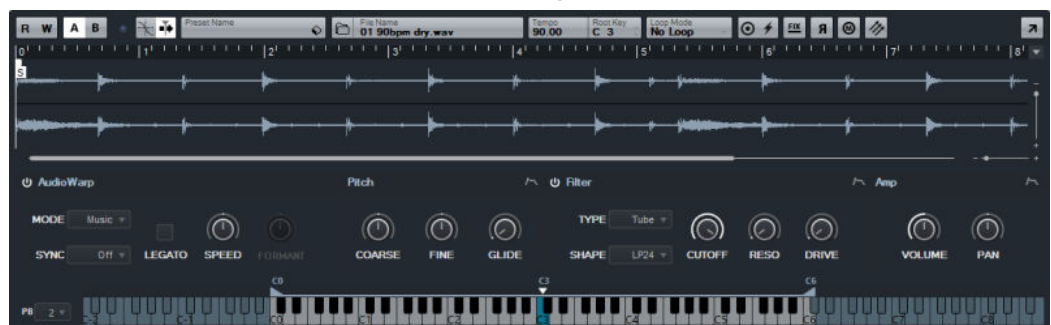 Preset Name File Name Tempo Root Key Loop Mode
R W A B 01 90bpm dry.wav 90.00 C 3 No Loop FIX R M
0 1 2 3 4 5 6 7 8
S
AudioWarp Pitch Filter Amp
MODE Music TYPE Tube
SYNC Off LEGATO SPEED FORMANT COARSE FINE GLIDE SHAPE LP24 CUTOFF RESO DRIVE VOLUME PAN
C0 C3 C6
PB 2 C-2 C-1 C0 C1 C2 C3 C4 C5 C6 C7 C8